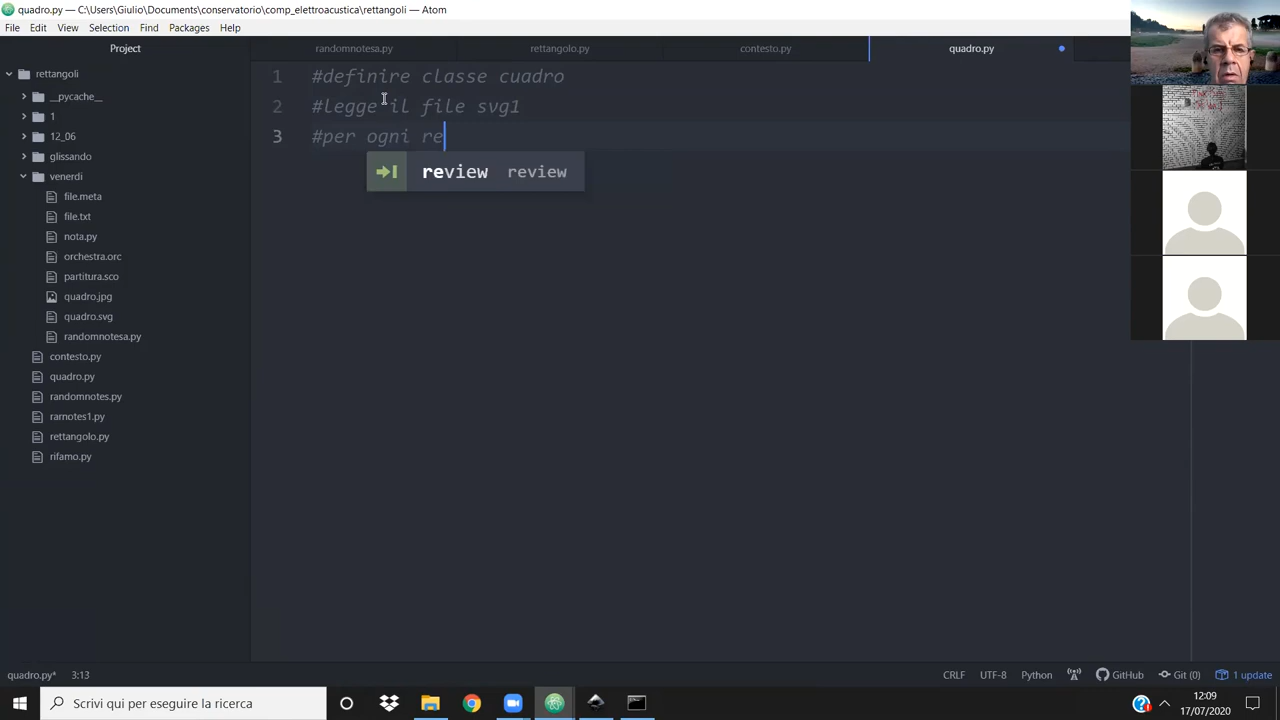 quadro.py — C:\Users\Giulio\Documents\conservatorio\comp_elettroacustica\rettangoli — Atom
File Edit View Selection Find Packages Help
Project
randomnotesa.py rettangolo.py contesto.py quadro.py
rettangoli
__pycache__
1
12_06
glissando
venerdi
file.meta
file.txt
nota.py
orchestra.orc
partitura.sco
quadro.jpg
quadro.svg
randomnotesa.py
contesto.py
quadro.py
randomnotes.py
rarnotes1.py
rettangolo.py
rifamo.py
1 #definire classe cuadro
2 #legge il file svg1
3 #per ogni re
review review
quadro.py* 3:13 CRLF UTF-8 Python GitHub Git (0) 1 update
Scrivi qui per eseguire la ricerca
12:09
17/07/2020